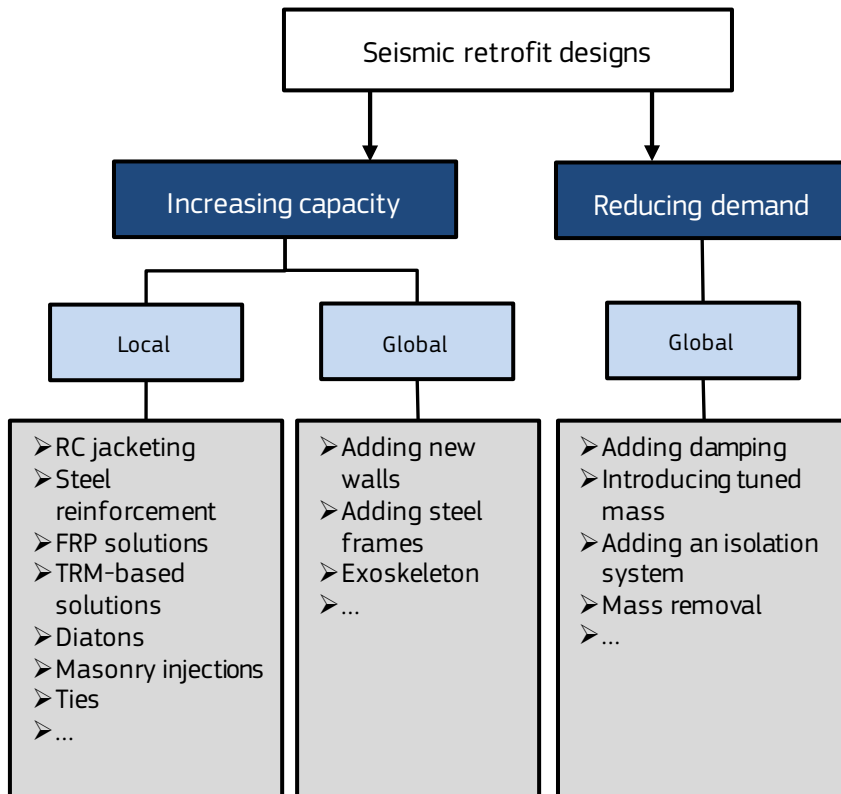 Seismic retrofit designs
Increasing capacity
Reducing demand
Local
Global
Global
➢RC jacketing
➢Steel
reinforcement
➢FRP solutions
➢TRM-based
solutions
➢Diatons
➢Masonry injections
➢Ties
➢...
➢Adding new
walls
➢Adding steel
frames
➢Exoskeleton
➢...
➢Adding damping
➢Introducing tuned
mass
➢Adding an isolation
system
➢Mass removal
➢...